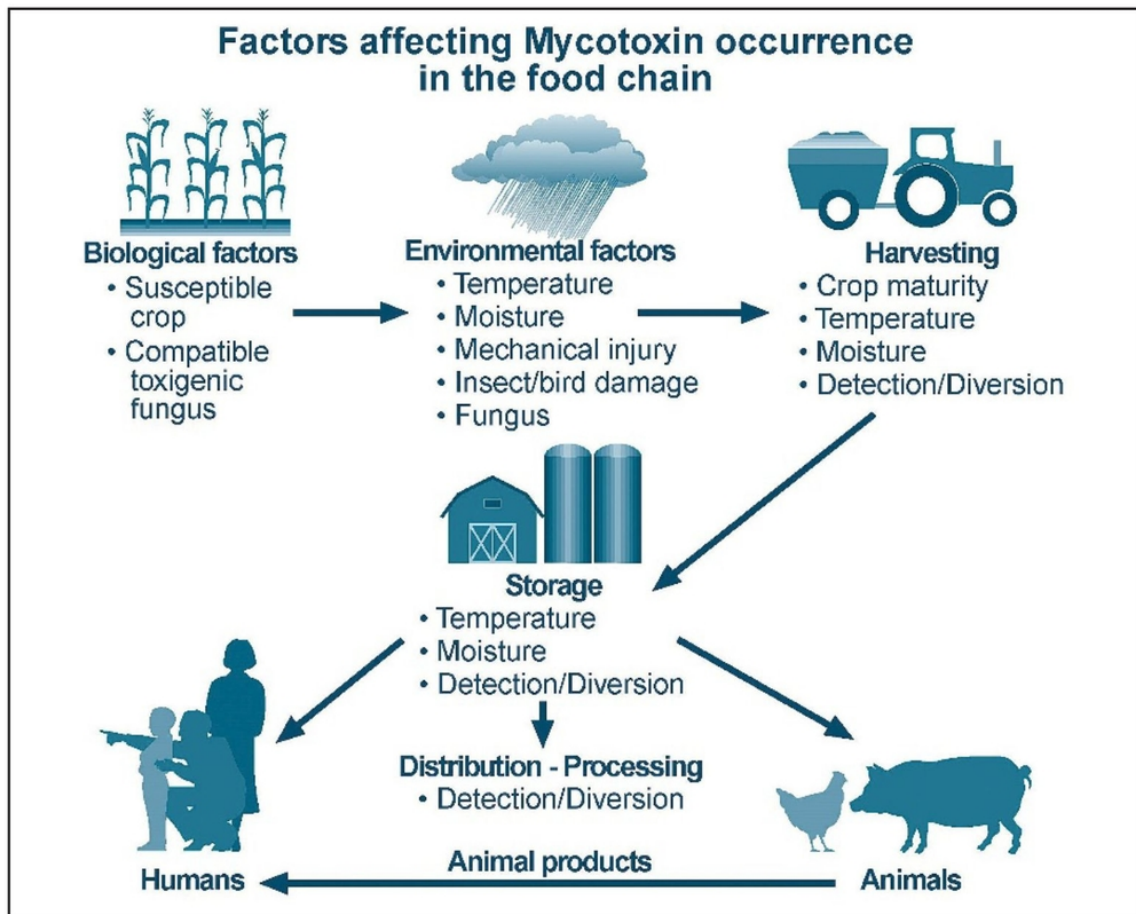 Factors affecting Mycotoxin occurrence
in the food chain
Biological factors
• Susceptible
crop
• Compatible
toxigenic
fungus
Environmental factors
• Temperature
• Moisture
• Mechanical injury
• Insect/bird damage
• Fungus
Harvesting
• Crop maturity
• Temperature
• Moisture
• Detection/Diversion
Storage
• Temperature
• Moisture
• Detection/Diversion
Distribution - Processing
• Detection/Diversion
Animal products
Humans
Animals